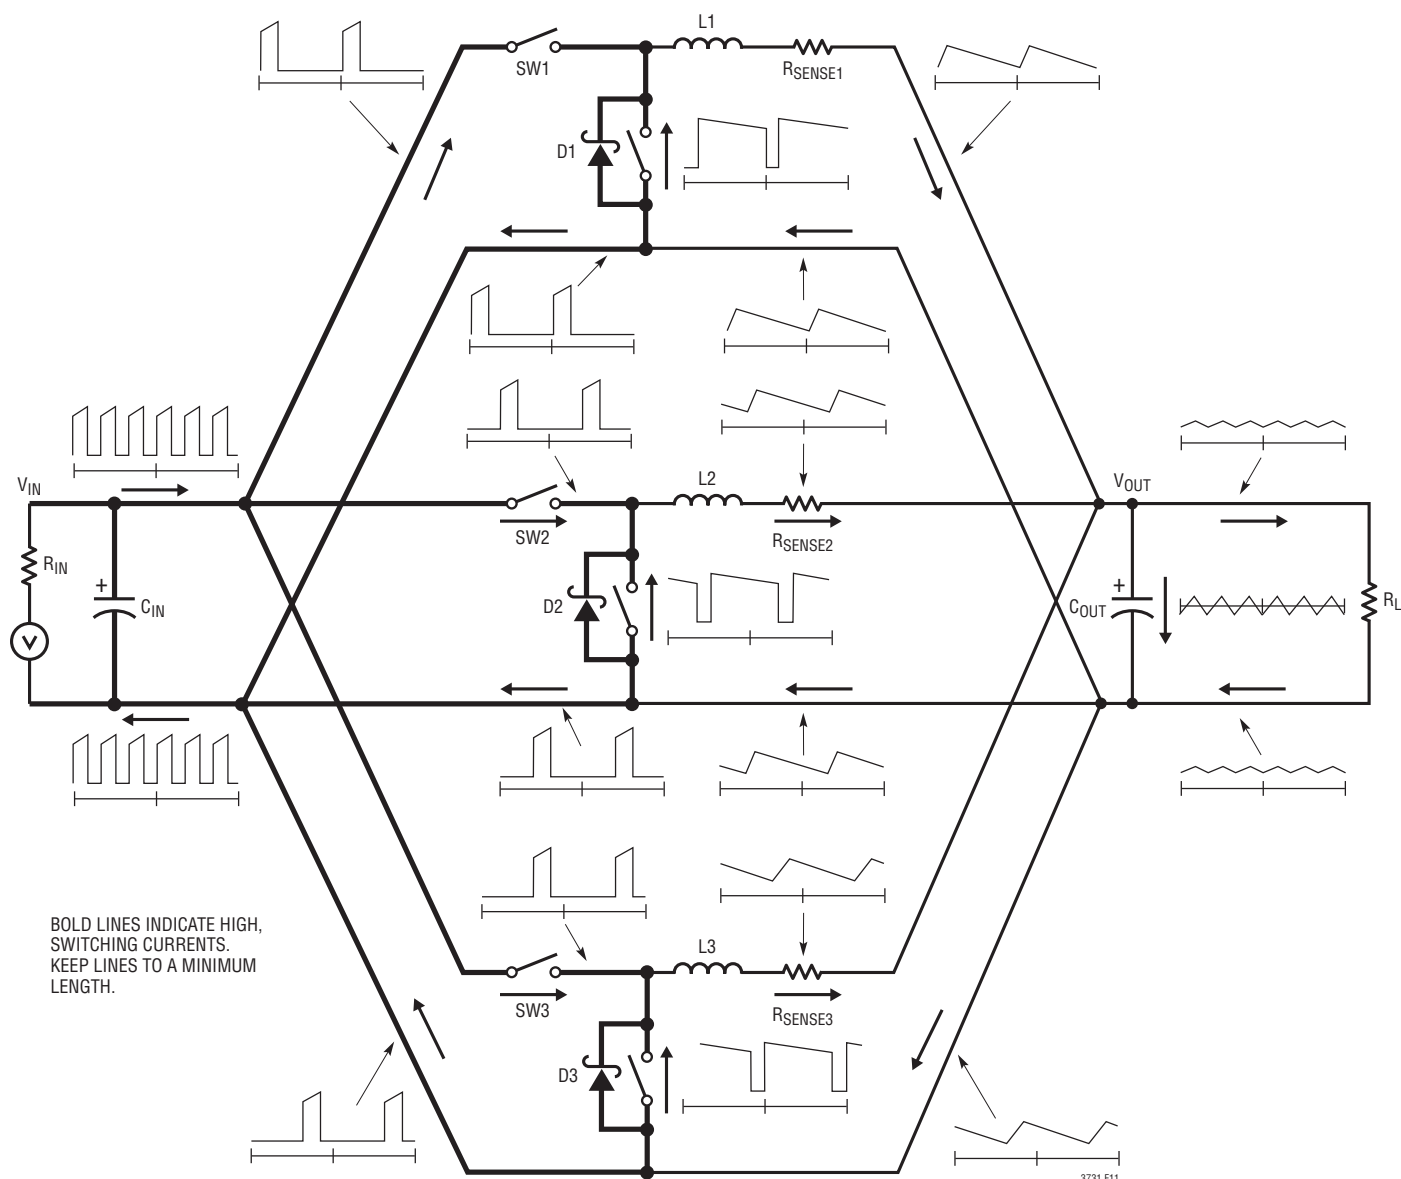 L1
SW1
RSENSE1
D1
VIN
L2
VOUT
SW2
RSENSE2
RIN
+
CIN
D2
+
COUT
RL
V
BOLD LINES INDICATE HIGH,
SWITCHING CURRENTS.
KEEP LINES TO A MINIMUM
LENGTH.
L3
SW3
RSENSE3
D3
3731 F11